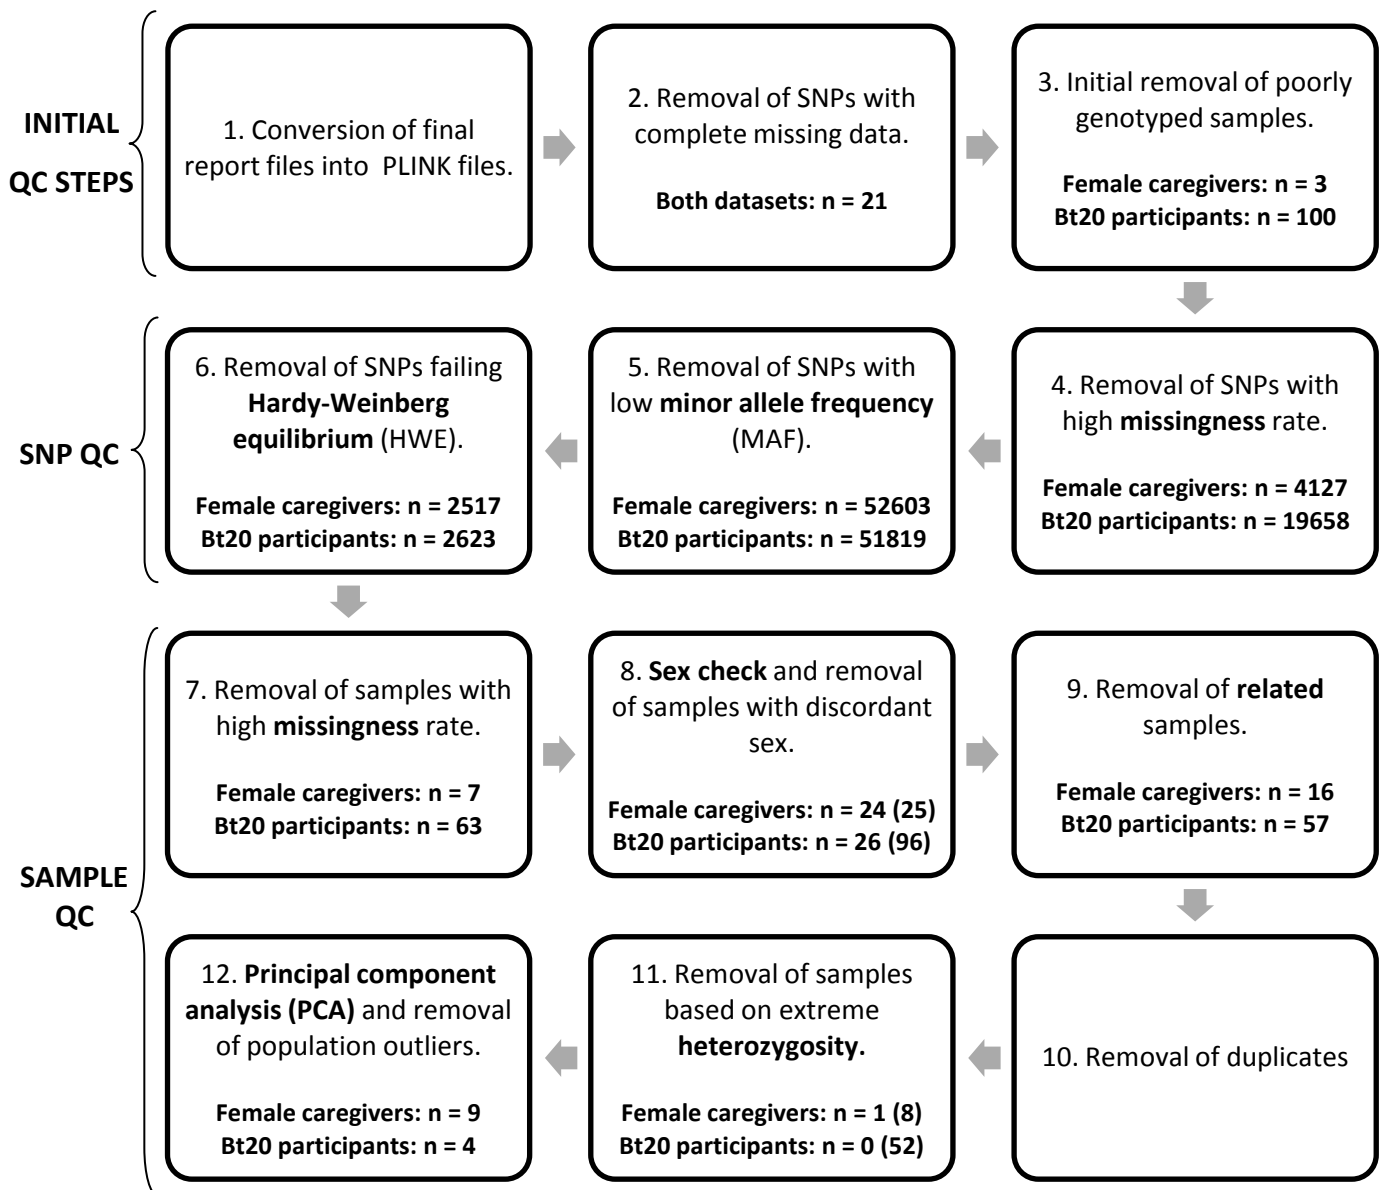 INITIAL
QC STEPS
1. Conversion of final
report files into PLINK files.
2. Removal of SNPs with
complete missing data.
Both datasets: n = 21
3. Initial removal of poorly
genotyped samples.
Female caregivers: n = 3
Bt20 participants: n = 100
SNP QC
4. Removal of SNPs with
high missingness rate.
Female caregivers: n = 4127
Bt20 participants: n = 19658
5. Removal of SNPs with
low minor allele frequency
(MAF).
Female caregivers: n = 52603
Bt20 participants: n = 51819
6. Removal of SNPs failing
Hardy-Weinberg
equilibrium (HWE).
Female caregivers: n = 2517
Bt20 participants: n = 2623
SAMPLE
QC
7. Removal of samples with
high missingness rate.
Female caregivers: n = 7
Bt20 participants: n = 63
8. Sex check and removal
of samples with discordant
sex.
Female caregivers: n = 24 (25)
Bt20 participants: n = 26 (96)
9. Removal of related
samples.
Female caregivers: n = 16
Bt20 participants: n = 57
10. Removal of duplicates
11. Removal of samples
based on extreme
heterozygosity.
Female caregivers: n = 1 (8)
Bt20 participants: n = 0 (52)
12. Principal component
analysis (PCA) and removal
of population outliers.
Female caregivers: n = 9
Bt20 participants: n = 4